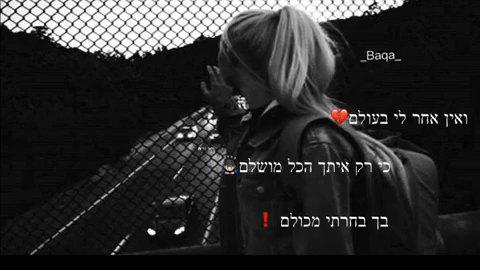 _Baqa_
ואין אחר לי בעולם💔
כי רק איתך הכל מושלם👸🏻
בך בחרתי מכולם ❗